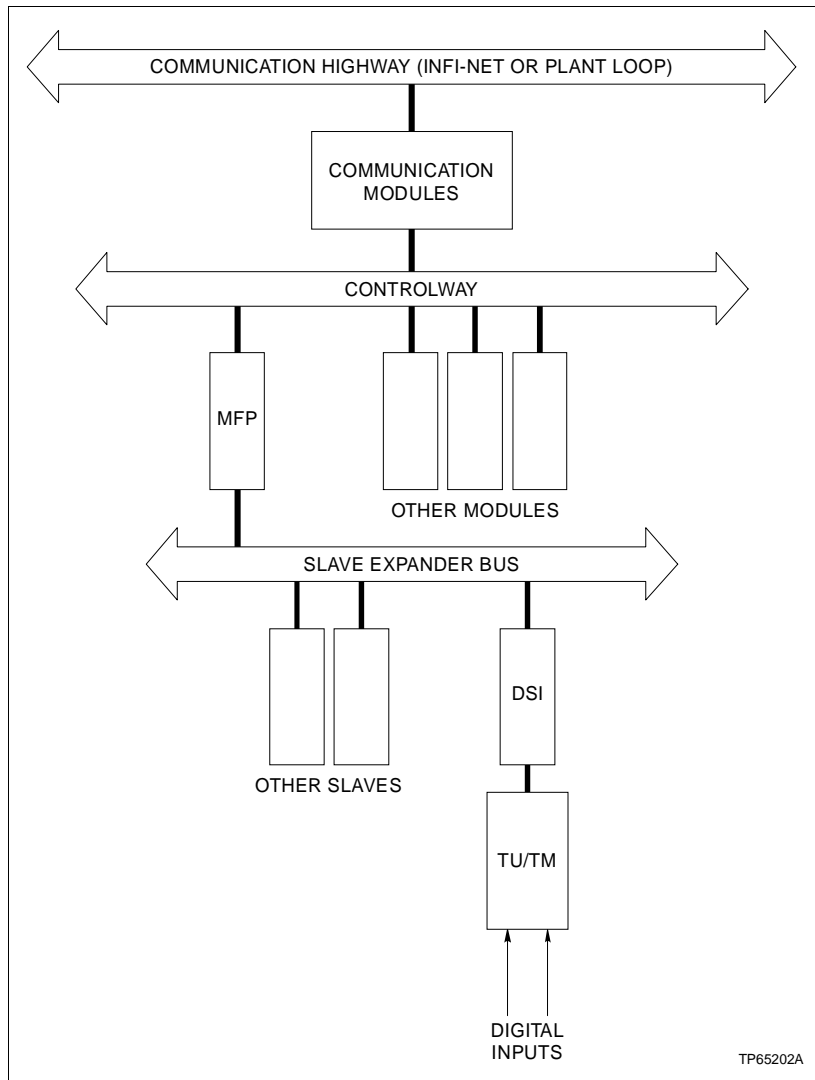 COMMUNICATION HIGHWAY (INFI-NET OR PLANT LOOP)
COMMUNICATION
MODULES
CONTROLWAY
MFP
OTHER MODULES
SLAVE EXPANDER BUS
DSI
OTHER SLAVES
TU/TM
DIGITAL
INPUTS
TP65202A